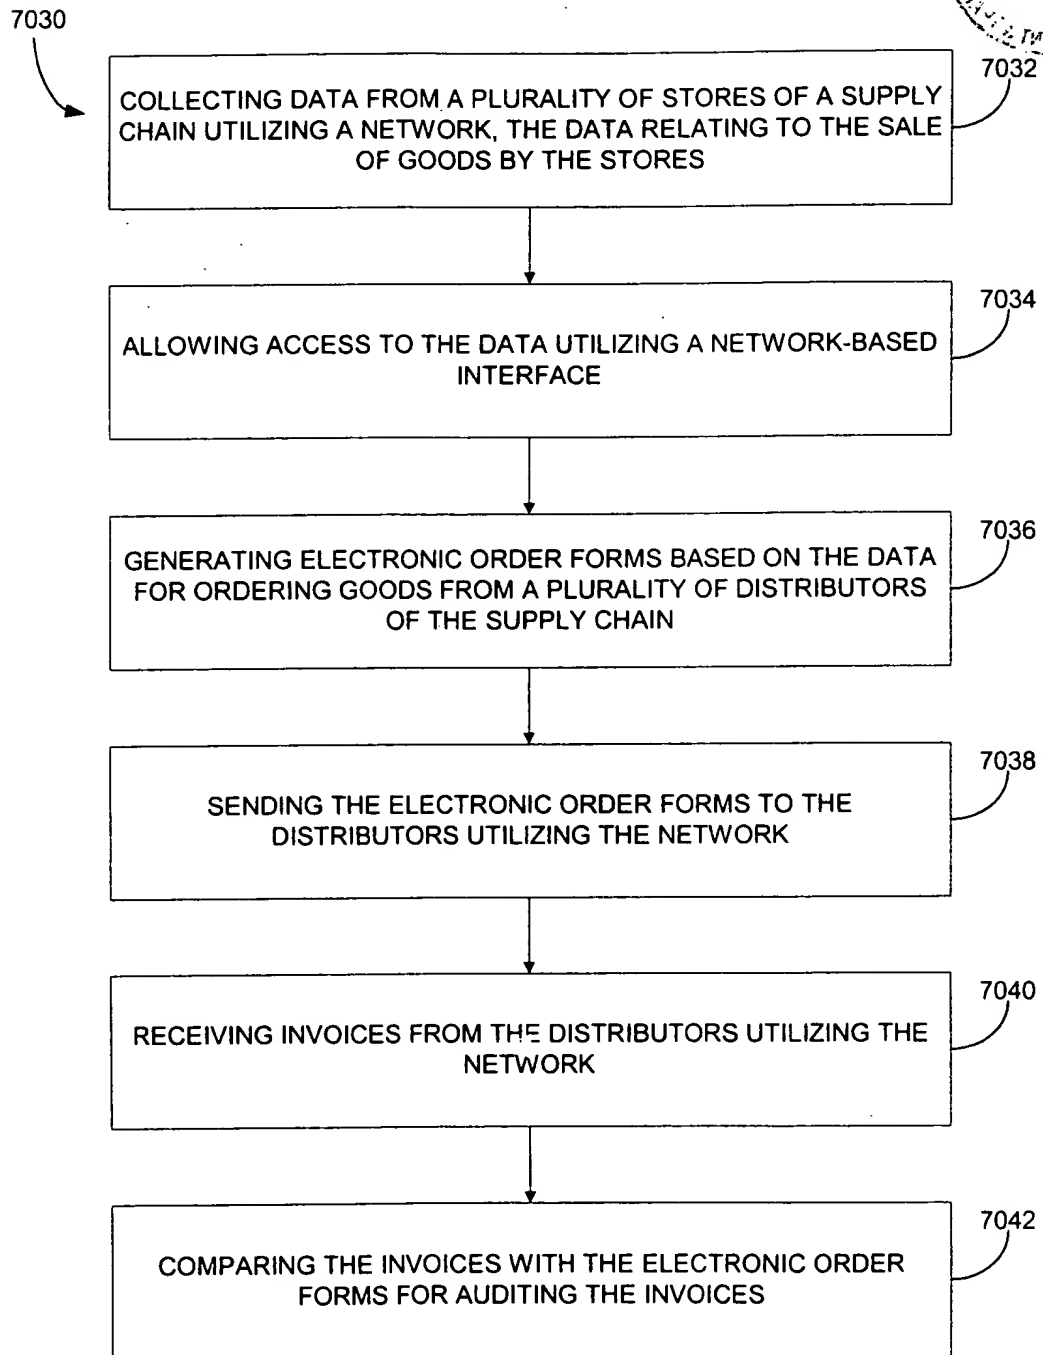 7030
7032
COLLECTING DATA FROM A PLURALITY OF STORES OF A SUPPLY
CHAIN UTILIZING A NETWORK, THE DATA RELATING TO THE SALE
OF GOODS BY THE STORES
7034
ALLOWING ACCESS TO THE DATA UTILIZING A NETWORK-BASED
INTERFACE
7036
GENERATING ELECTRONIC ORDER FORMS BASED ON THE DATA
FOR ORDERING GOODS FROM A PLURALITY OF DISTRIBUTORS
OF THE SUPPLY CHAIN
7038
SENDING THE ELECTRONIC ORDER FORMS TO THE
DISTRIBUTORS UTILIZING THE NETWORK
7040
RECEIVING INVOICES FROM THE DISTRIBUTORS UTILIZING THE
NETWORK
7042
COMPARING THE INVOICES WITH THE ELECTRONIC ORDER
FORMS FOR AUDITING THE INVOICES